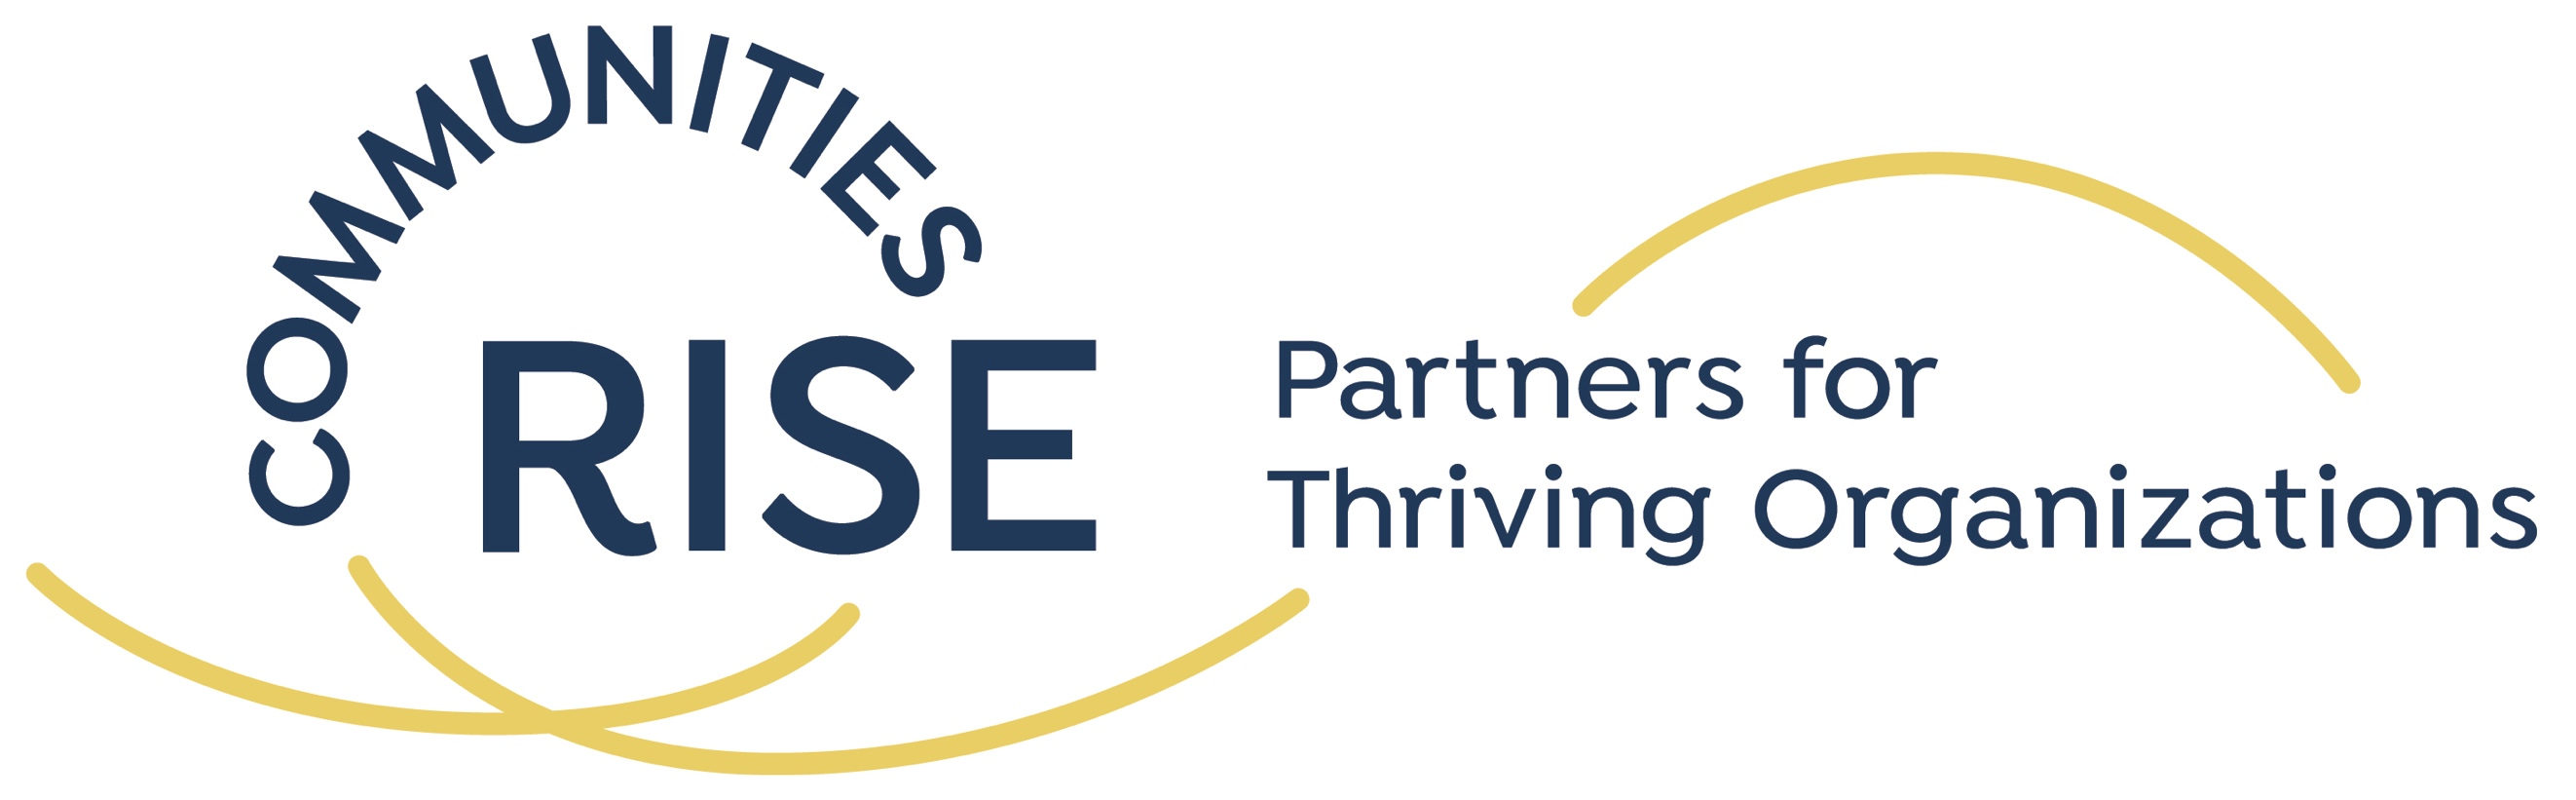 COMMUNITIES
RISE
Partners for
Thriving Organizations